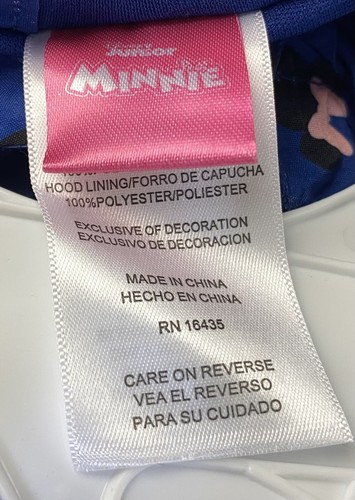 Junior
MINNIE
100%
HOOD LINING/FORRO DE CAPUCHA
100%POLYESTER/POLIESTER
EXCLUSIVE OF DECORATION
EXCLUSIVO DE DECORACION
MADE IN CHINA
HECHO EN CHINA
RN 16435
CARE ON REVERSE
VEA EL REVERSO
PARA SU CUIDADO